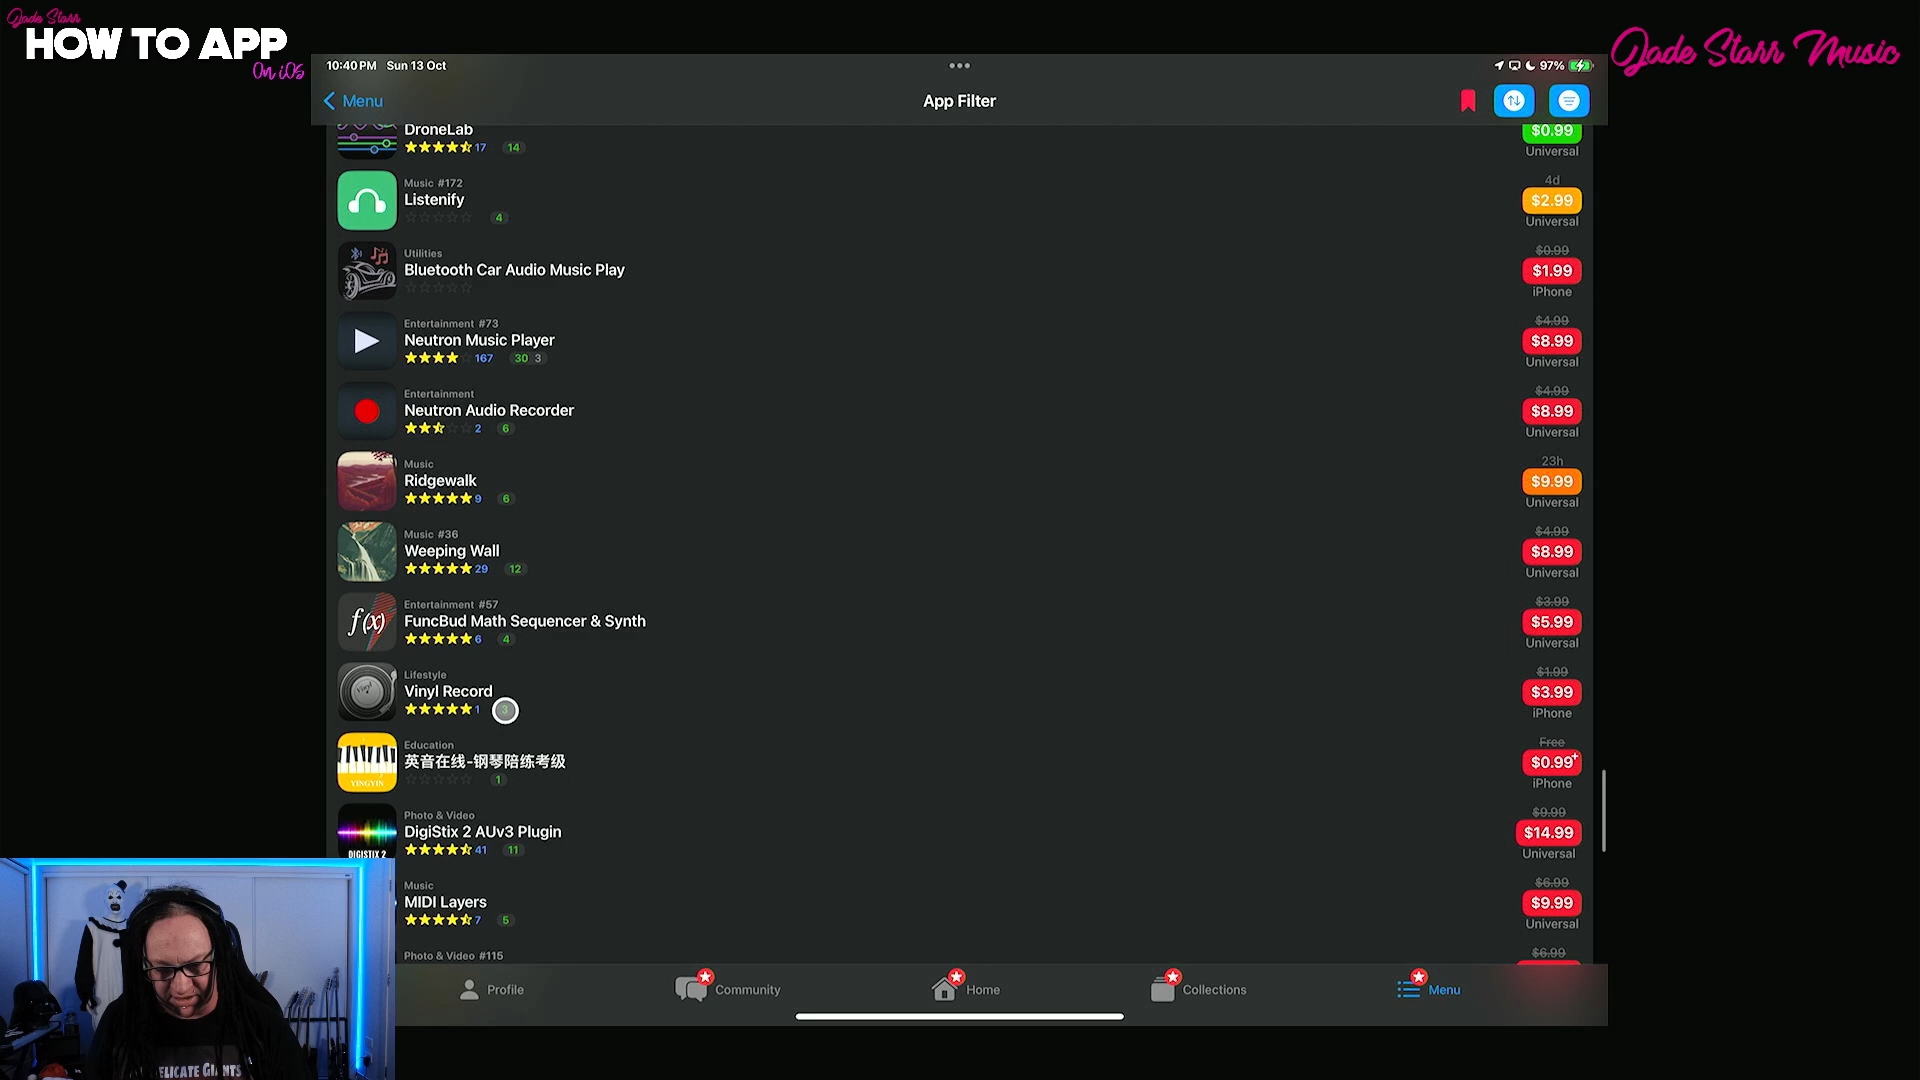 Jade Starr
HOW TO APP
On iOs
Jade Starr Music
10:40 PM Sun 13 Oct
97%
Menu
App Filter
DroneLab
17 14
$0.99
Universal
Music #172
Listenify
4
4d
$2.99
Universal
Utilities
Bluetooth Car Audio Music Play
$0.99
$1.99
iPhone
Entertainment #73
Neutron Music Player
167 30 3
$4.99
$8.99
Universal
Entertainment
Neutron Audio Recorder
2 6
$4.99
$8.99
Universal
Music
Ridgewalk
9 6
23h
$9.99
Universal
Music #36
Weeping Wall
29 12
$4.99
$8.99
Universal
f(x)
Entertainment #57
FuncBud Math Sequencer & Synth
6 4
$3.99
$5.99
Universal
Vinyl
Lifestyle
Vinyl Record
1 3
$1.99
$3.99
iPhone
YINGYIN
Education
英音在线-钢琴陪练考级
1
Free
$0.99+
iPhone
DIGISTIX 2
Photo & Video
DigiStix 2 AUv3 Plugin
41 11
$9.99
$14.99
Universal
Music
MIDI Layers
7 5
$6.99
$9.99
Universal
Photo & Video #115
$6.99
Profile
Community
Home
Collections
Menu
ELICATE GIANTS